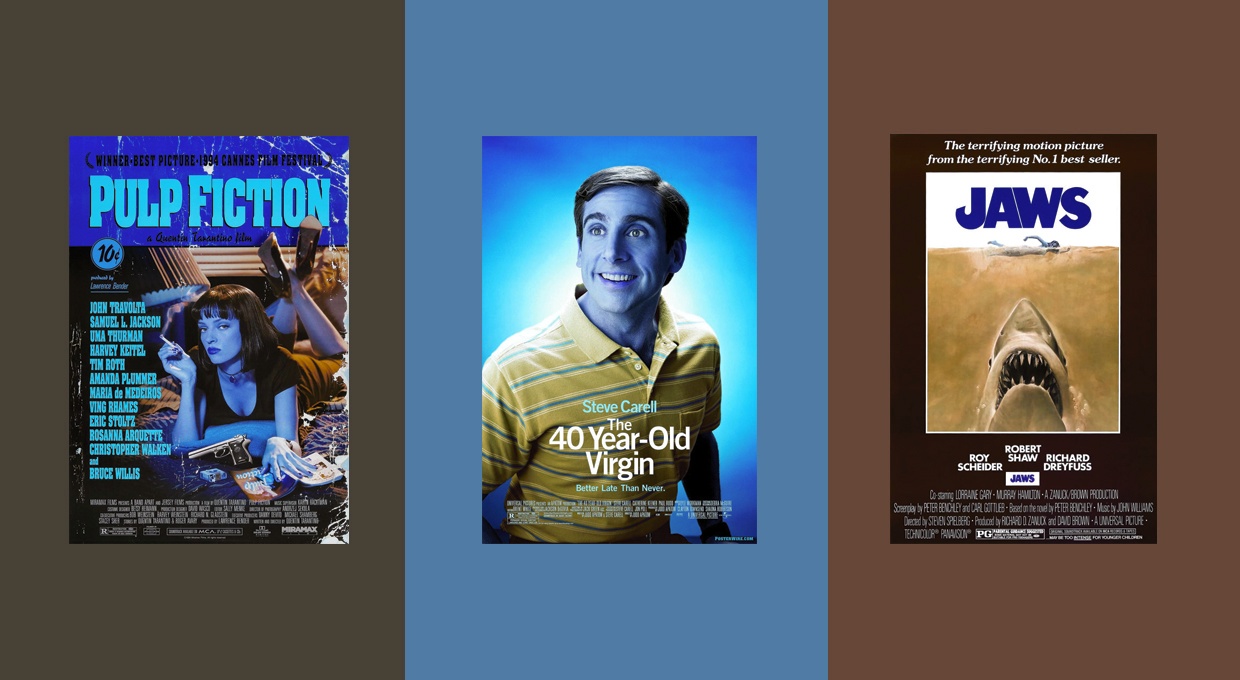 WINNER-BEST PICTURE-1994 CANNES FILM FESTIVAL
PULP FICTION
a Quentin Tarantino film
10¢
produced by
Lawrence Bender
JOHN TRAVOLTA
SAMUEL L. JACKSON
UMA THURMAN
HARVEY KEITEL
TIM ROTH
AMANDA PLUMMER
MARIA de MEDEIROS
VING RHAMES
ERIC STOLTZ
ROSANNA ARQUETTE
CHRISTOPHER WALKEN
and
BRUCE WILLIS
R
MIRAMAX
Steve Carell
The
40 Year-Old
Virgin
Better Late Than Never.
R
POSTERWIRE.COM
The terrifying motion picture
from the terrifying No. 1 best seller.
JAWS
ROY
SCHEIDER
ROBERT
SHAW
RICHARD
DREYFUSS
JAWS
Co-starring LORRAINE GARY · MURRAY HAMILTON · A ZANUCK/BROWN PRODUCTION
Screenplay by PETER BENCHLEY and CARL GOTTLIEB · Based on the novel by PETER BENCHLEY · Music by JOHN WILLIAMS
Directed by STEVEN SPIELBERG · Produced by RICHARD D. ZANUCK and DAVID BROWN · A UNIVERSAL PICTURE ·
TECHNICOLOR® PANAVISION®
PG PARENTAL GUIDANCE SUGGESTED
MAY BE TOO INTENSE FOR YOUNGER CHILDREN